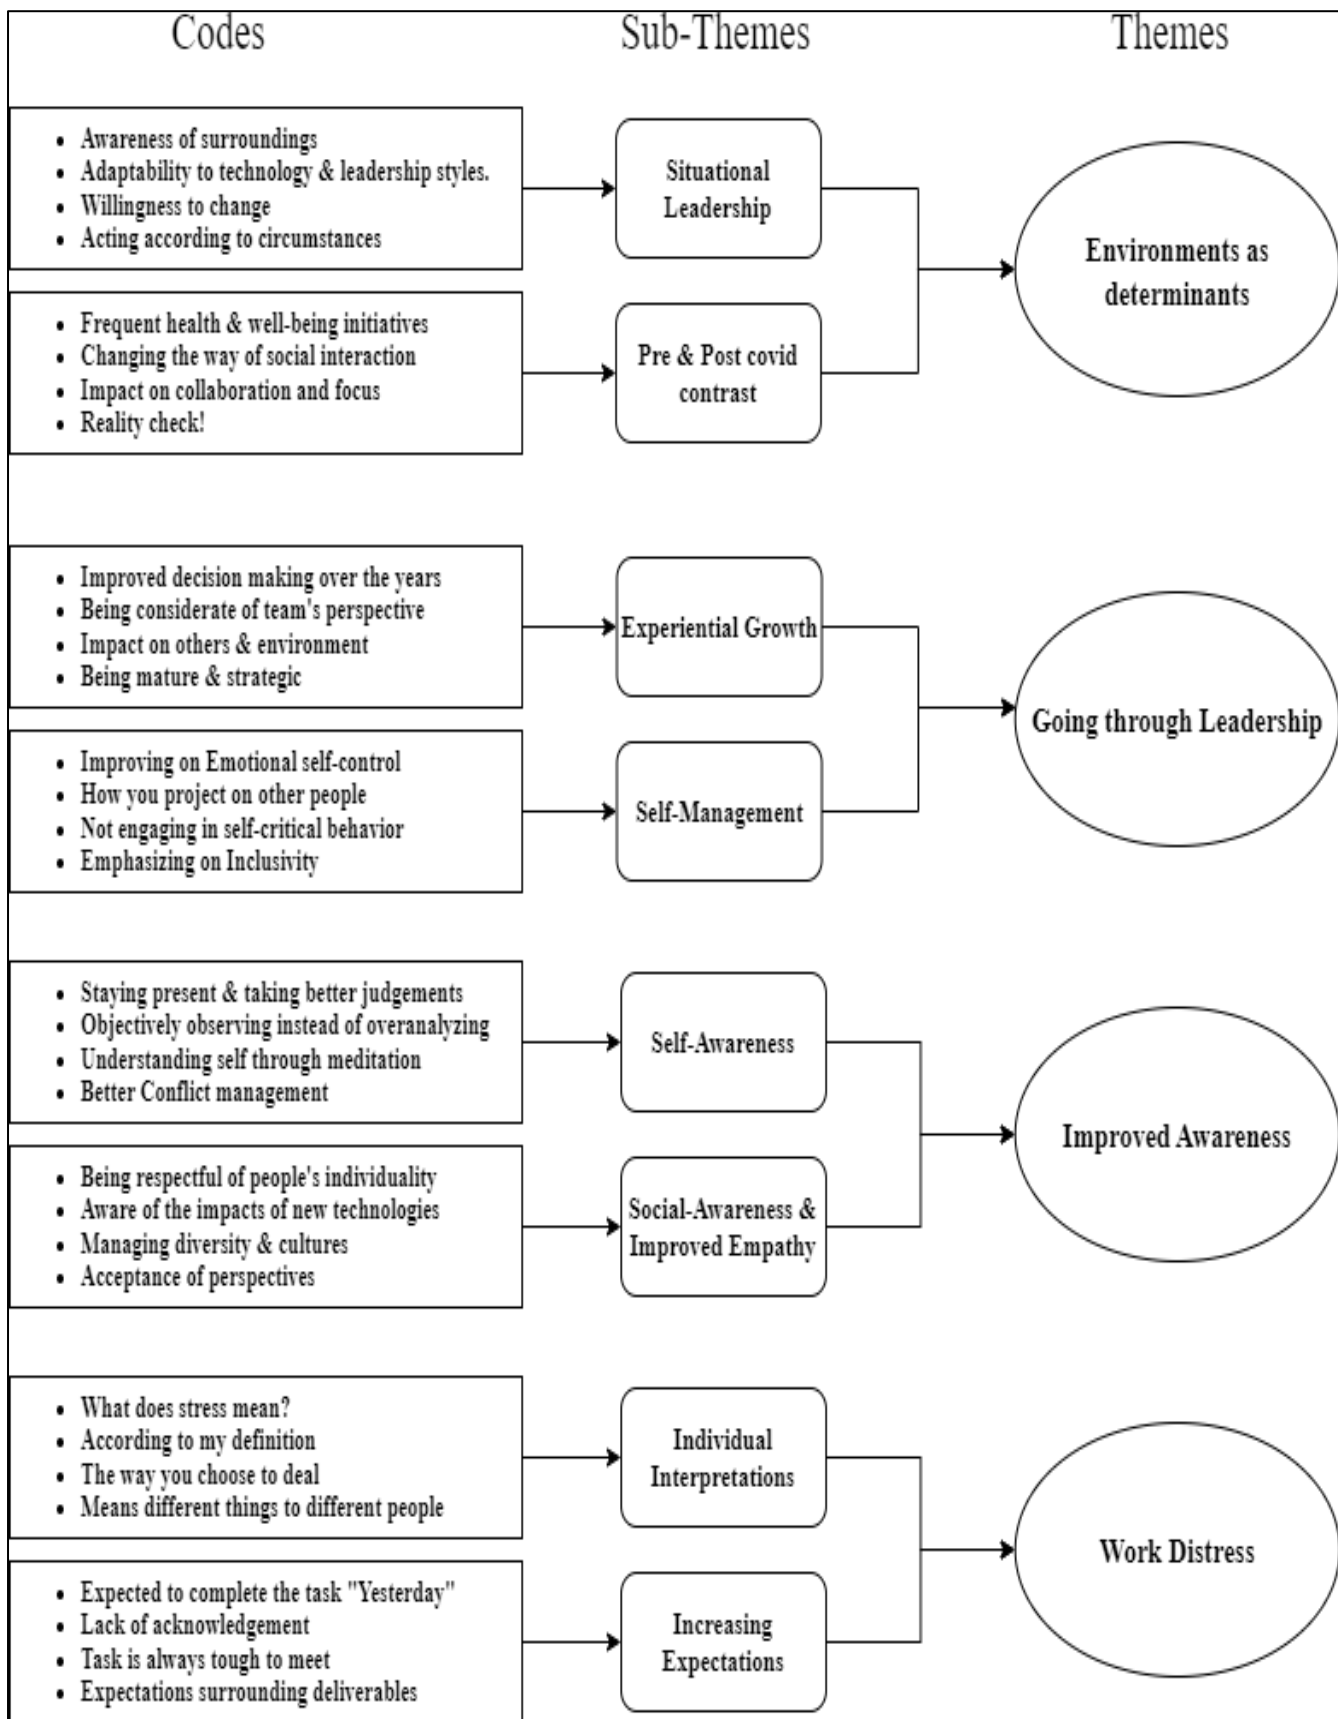 Codes
Sub-Themes
Themes
• Awareness of surroundings
• Adaptability to technology & leadership styles.
• Willingness to change
• Acting according to circumstances
Situational
Leadership
• Frequent health & well-being initiatives
• Changing the way of social interaction
• Impact on collaboration and focus
• Reality check!
Pre & Post covid
contrast
Environments as
determinants
• Improved decision making over the years
• Being considerate of team's perspective
• Impact on others & environment
• Being mature & strategic
Experiential Growth
• Improving on Emotional self-control
• How you project on other people
• Not engaging in self-critical behavior
• Emphasizing on Inclusivity
Self-Management
Going through Leadership
• Staying present & taking better judgements
• Objectively observing instead of overanalyzing
• Understanding self through meditation
• Better Conflict management
Self-Awareness
• Being respectful of people's individuality
• Aware of the impacts of new technologies
• Managing diversity & cultures
• Acceptance of perspectives
Social-Awareness &
Improved Empathy
Improved Awareness
• What does stress mean?
• According to my definition
• The way you choose to deal
• Means different things to different people
Individual
Interpretations
• Expected to complete the task "Yesterday"
• Lack of acknowledgement
• Task is always tough to meet
• Expectations surrounding deliverables
Increasing
Expectations
Work Distress